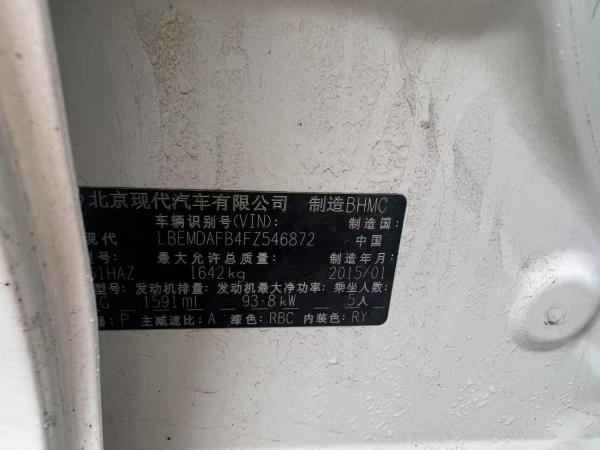 北京现代汽车有限公司 制造BHMC
车辆识别号(VIN): 制造国:
现代 LBEMDAFB4FZ546872 中国
号: 最大允许总质量: 制造年月:
51HAZ 1642kg 2015/01
型号: 发动机排量: 发动机最大净功率: 乘坐人数:
G 1591ml 93.8kW 5人
: P 主减速比: A 漆色: RBC 内装色: RY